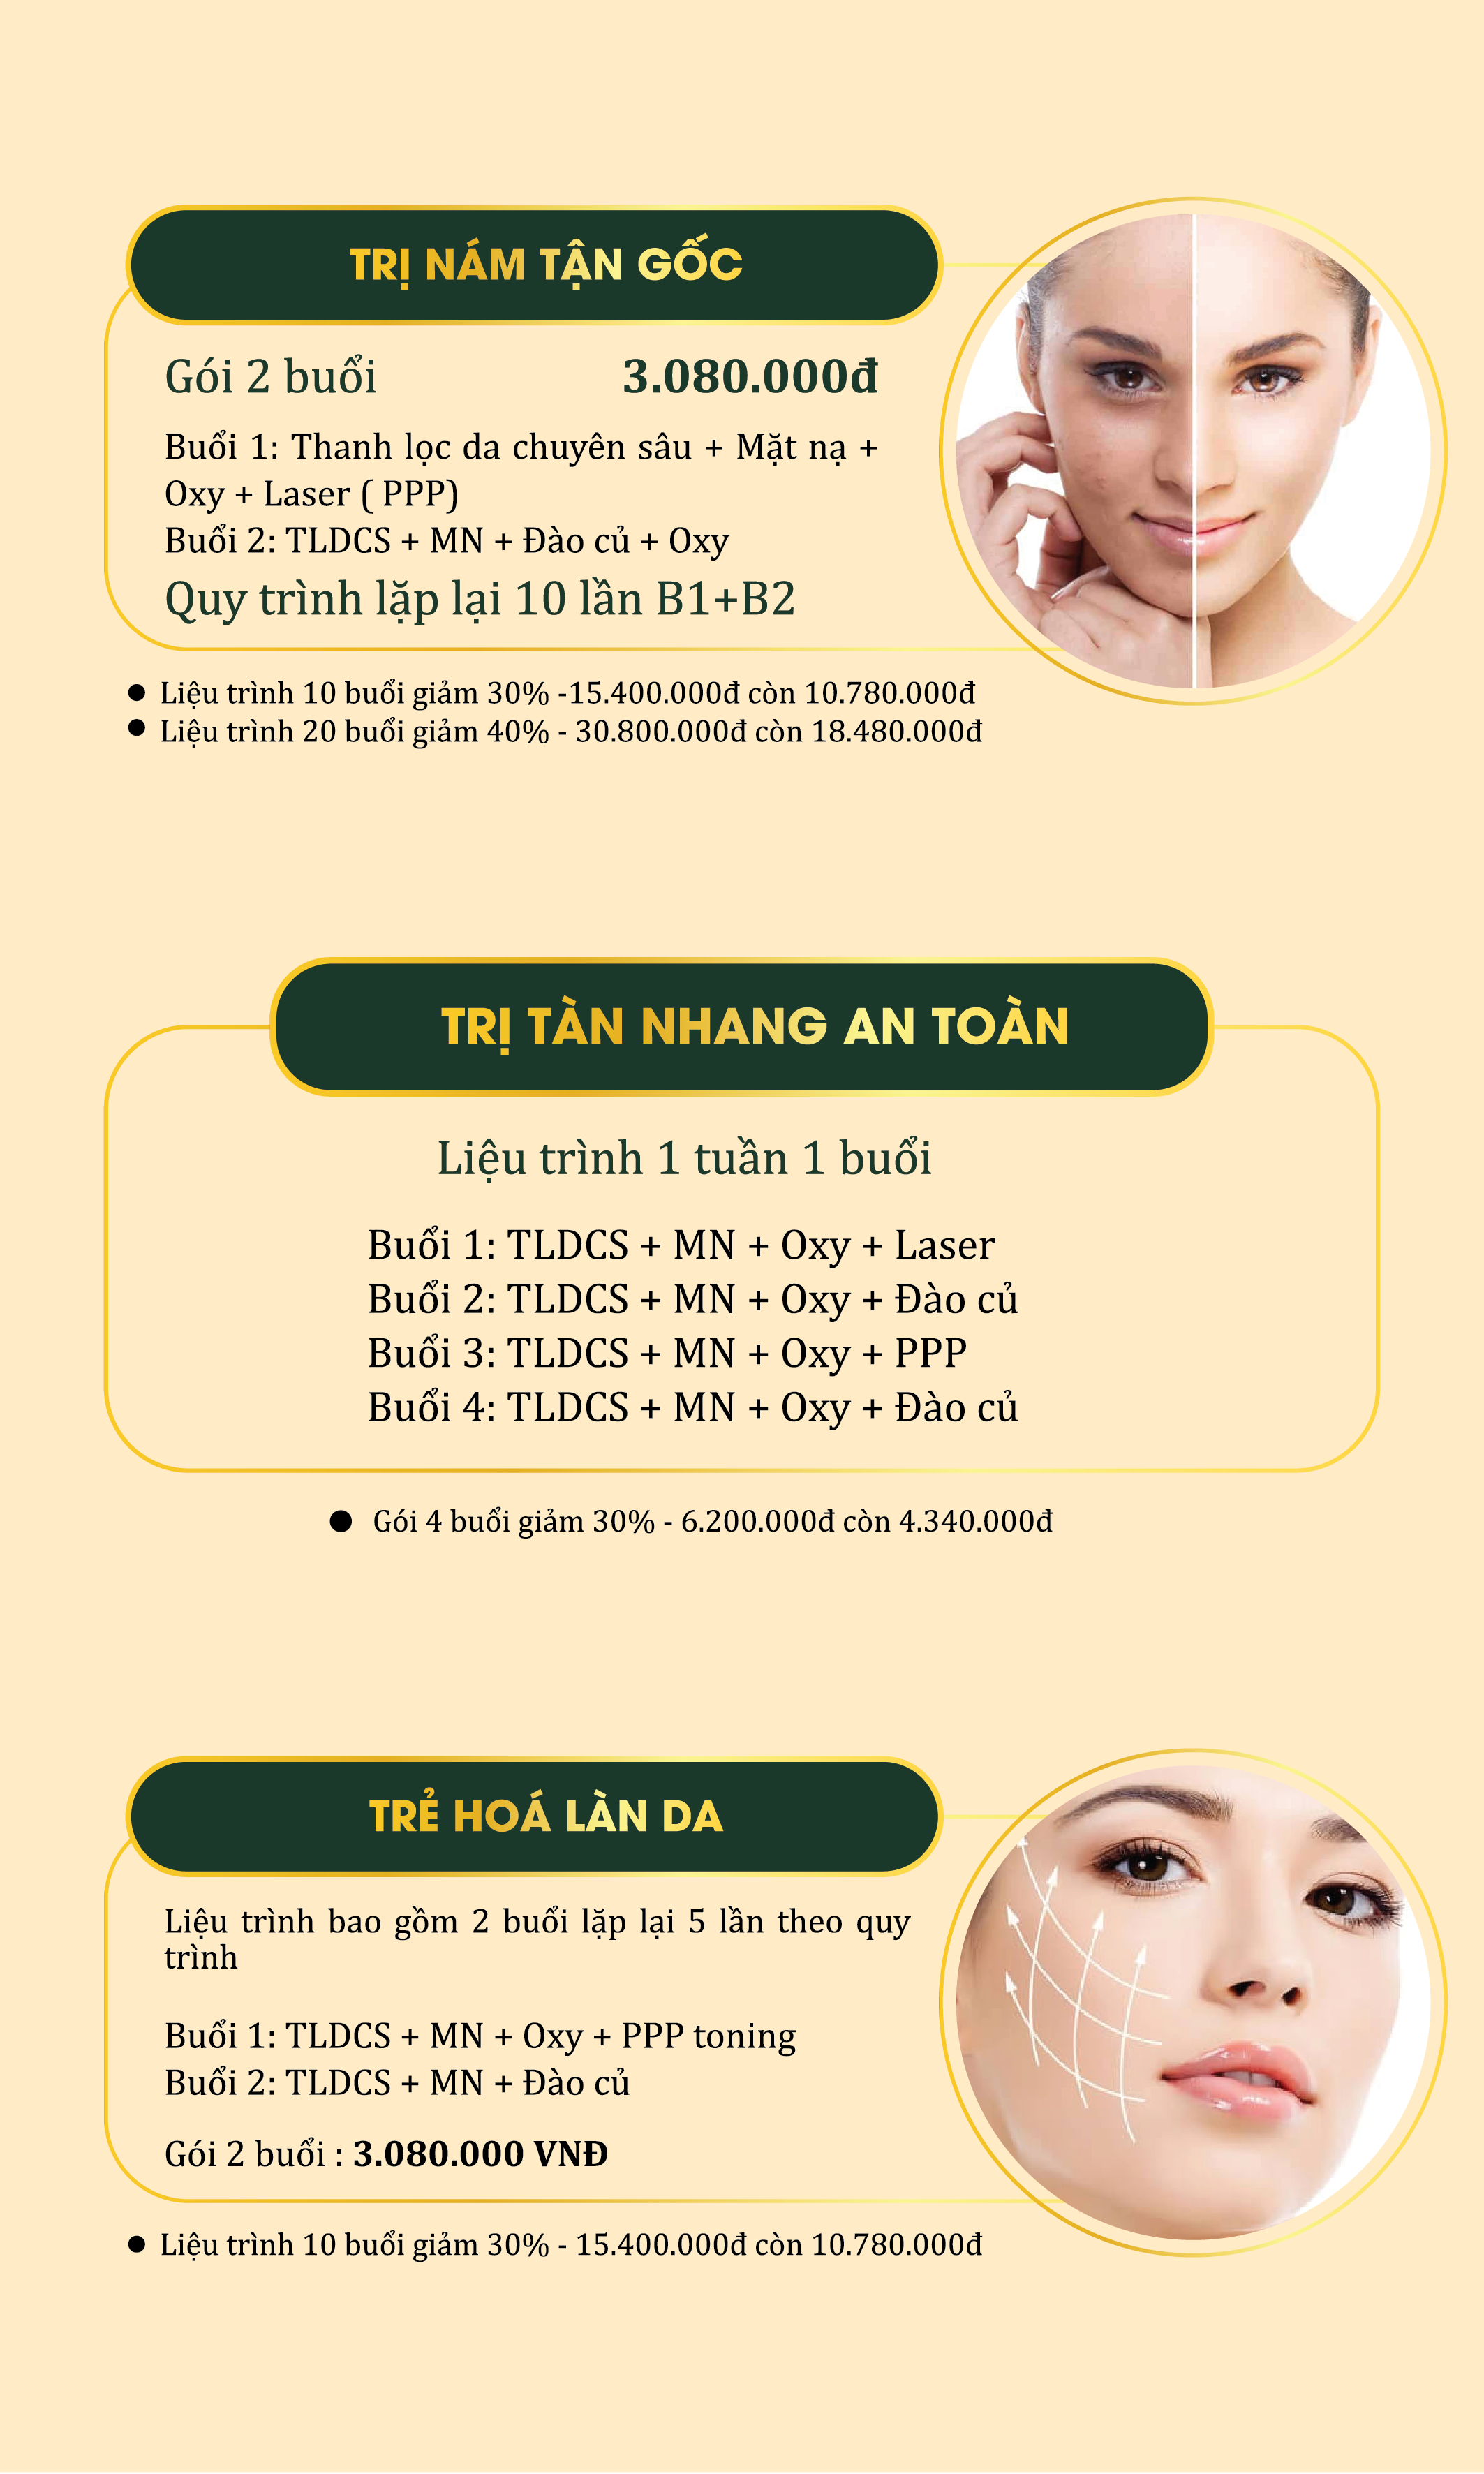 TRỊ NÁM TẬN GỐC
Gói 2 buổi 3.080.000đ
Buổi 1: Thanh lọc da chuyên sâu + Mặt nạ +
Oxy + Laser ( PPP)
Buổi 2: TLDCS + MN + Đào củ + Oxy
Quy trình lặp lại 10 lần B1+B2
● Liệu trình 10 buổi giảm 30% -15.400.000đ còn 10.780.000đ
● Liệu trình 20 buổi giảm 40% - 30.800.000đ còn 18.480.000đ
TRỊ TÀN NHANG AN TOÀN
Liệu trình 1 tuần 1 buổi
Buổi 1: TLDCS + MN + Oxy + Laser
Buổi 2: TLDCS + MN + Oxy + Đào củ
Buổi 3: TLDCS + MN + Oxy + PPP
Buổi 4: TLDCS + MN + Oxy + Đào củ
● Gói 4 buổi giảm 30% - 6.200.000đ còn 4.340.000đ
TRẺ HOÁ LÀN DA
Liệu trình bao gồm 2 buổi lặp lại 5 lần theo quy
trình
Buổi 1: TLDCS + MN + Oxy + PPP toning
Buổi 2: TLDCS + MN + Đào củ
Gói 2 buổi : 3.080.000 VNĐ
● Liệu trình 10 buổi giảm 30% - 15.400.000đ còn 10.780.000đ